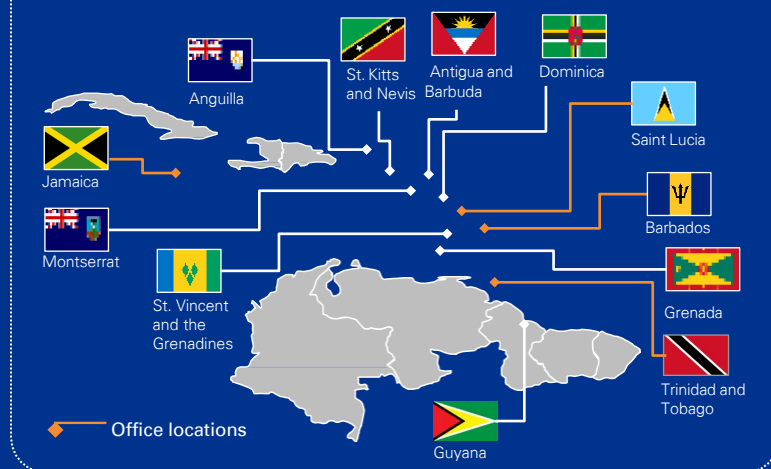 Anguilla
St. Kitts
and Nevis
Antigua and
Barbuda
Dominica
Saint Lucia
Jamaica
Barbados
Montserrat
St. Vincent
and the
Grenadines
Grenada
Trinidad and
Tobago
Office locations
Guyana